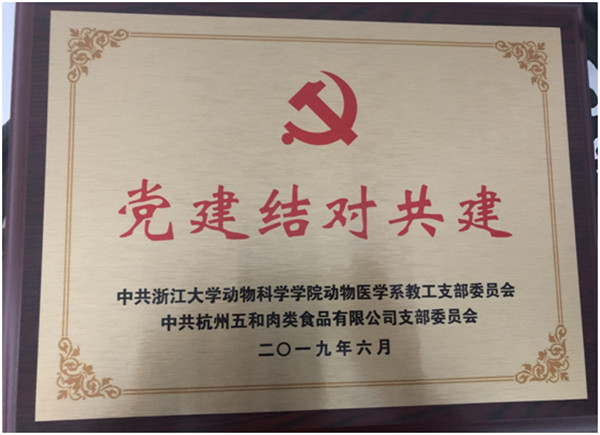 党建结对共建
中共浙江大学动物科学学院动物医学系教工支部委员会
中共杭州五和肉类食品有限公司支部委员会
二〇一九年六月